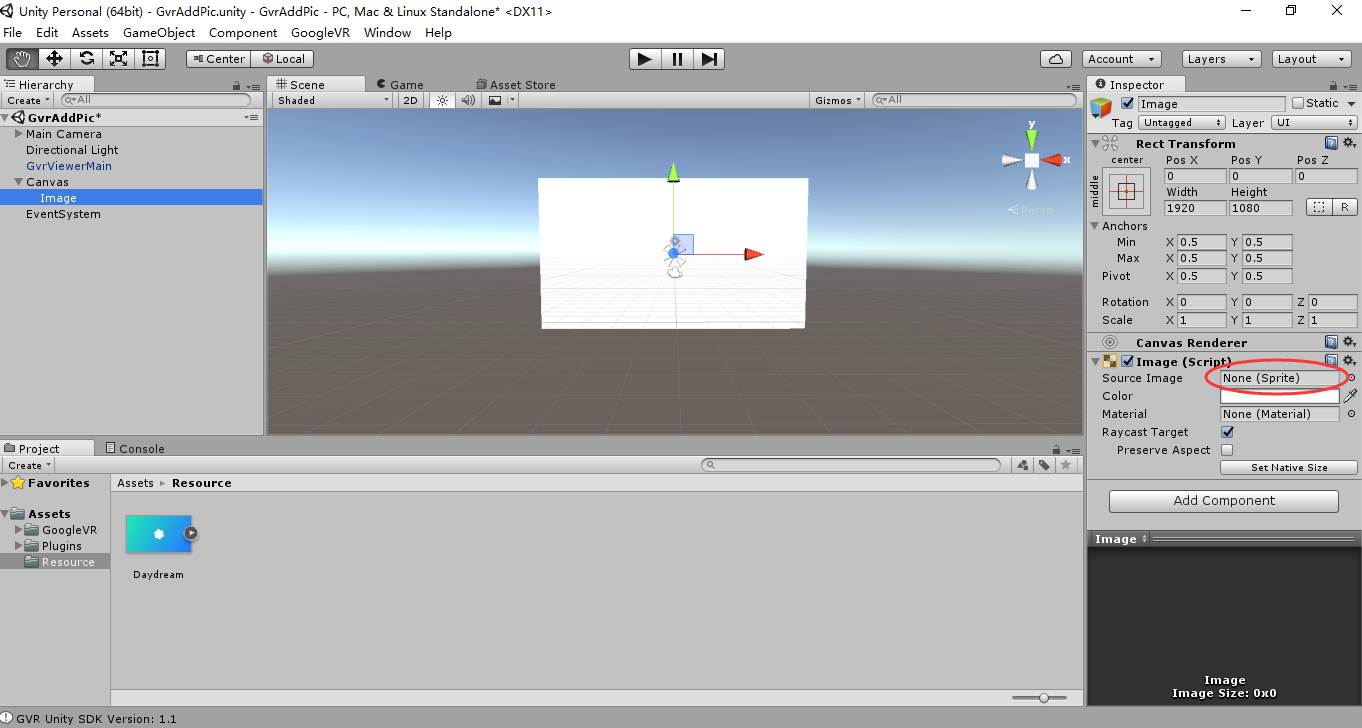 Unity Personal (64bit) - GvrAddPic.unity - GvrAddPic - PC, Mac & Linux Standalone* <DX11>
File Edit Assets GameObject Component GoogleVR Window Help
Center Local Account Layers Layout
Hierarchy
Create All
GvrAddPic*
Main Camera
Directional Light
GvrViewerMain
Canvas
Image
EventSystem
Scene Game Asset Store
Shaded 2D Gizmos All
y
x
Persp
Inspector
Image Static
Tag Untagged Layer UI
Rect Transform
center Pos X Pos Y Pos Z
middle 0 0 0
Width Height
1920 1080 R
Anchors
Min X 0.5 Y 0.5
Max X 0.5 Y 0.5
Pivot X 0.5 Y 0.5
Rotation X 0 Y 0 Z 0
Scale X 1 Y 1 Z 1
Canvas Renderer
Image (Script)
Source Image None (Sprite)
Color
Material None (Material)
Raycast Target
Preserve Aspect
Set Native Size
Add Component
Image
Image
Image Size: 0x0
Project Console
Create
Favorites
Assets
GoogleVR
Plugins
Resource
Assets ▸ Resource
Daydream
GVR Unity SDK Version: 1.1